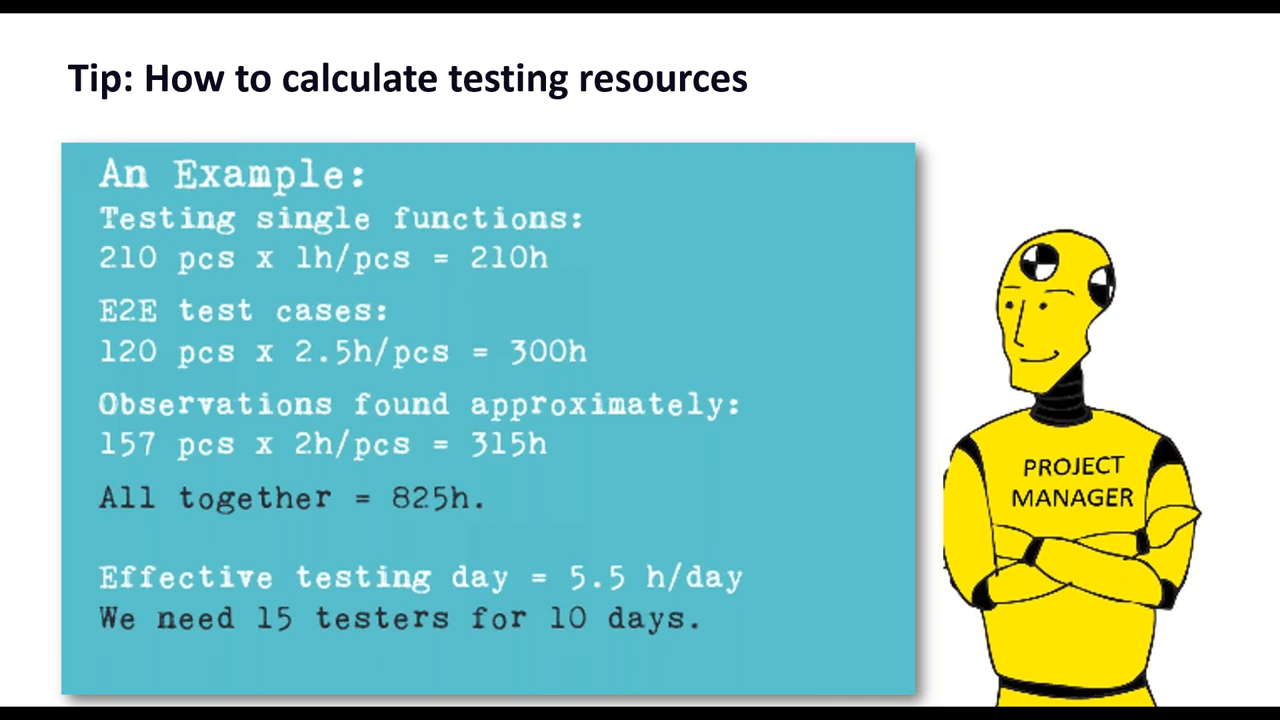 Tip: How to calculate testing resources
An Example:
Testing single functions:
210 pcs x 1h/pcs = 210h
E2E test cases:
120 pcs x 2.5h/pcs = 300h
Observations found approximately:
157 pcs x 2h/pcs = 315h
All together = 825h.
Effective testing day = 5.5 h/day
We need 15 testers for 10 days.
PROJECT
MANAGER